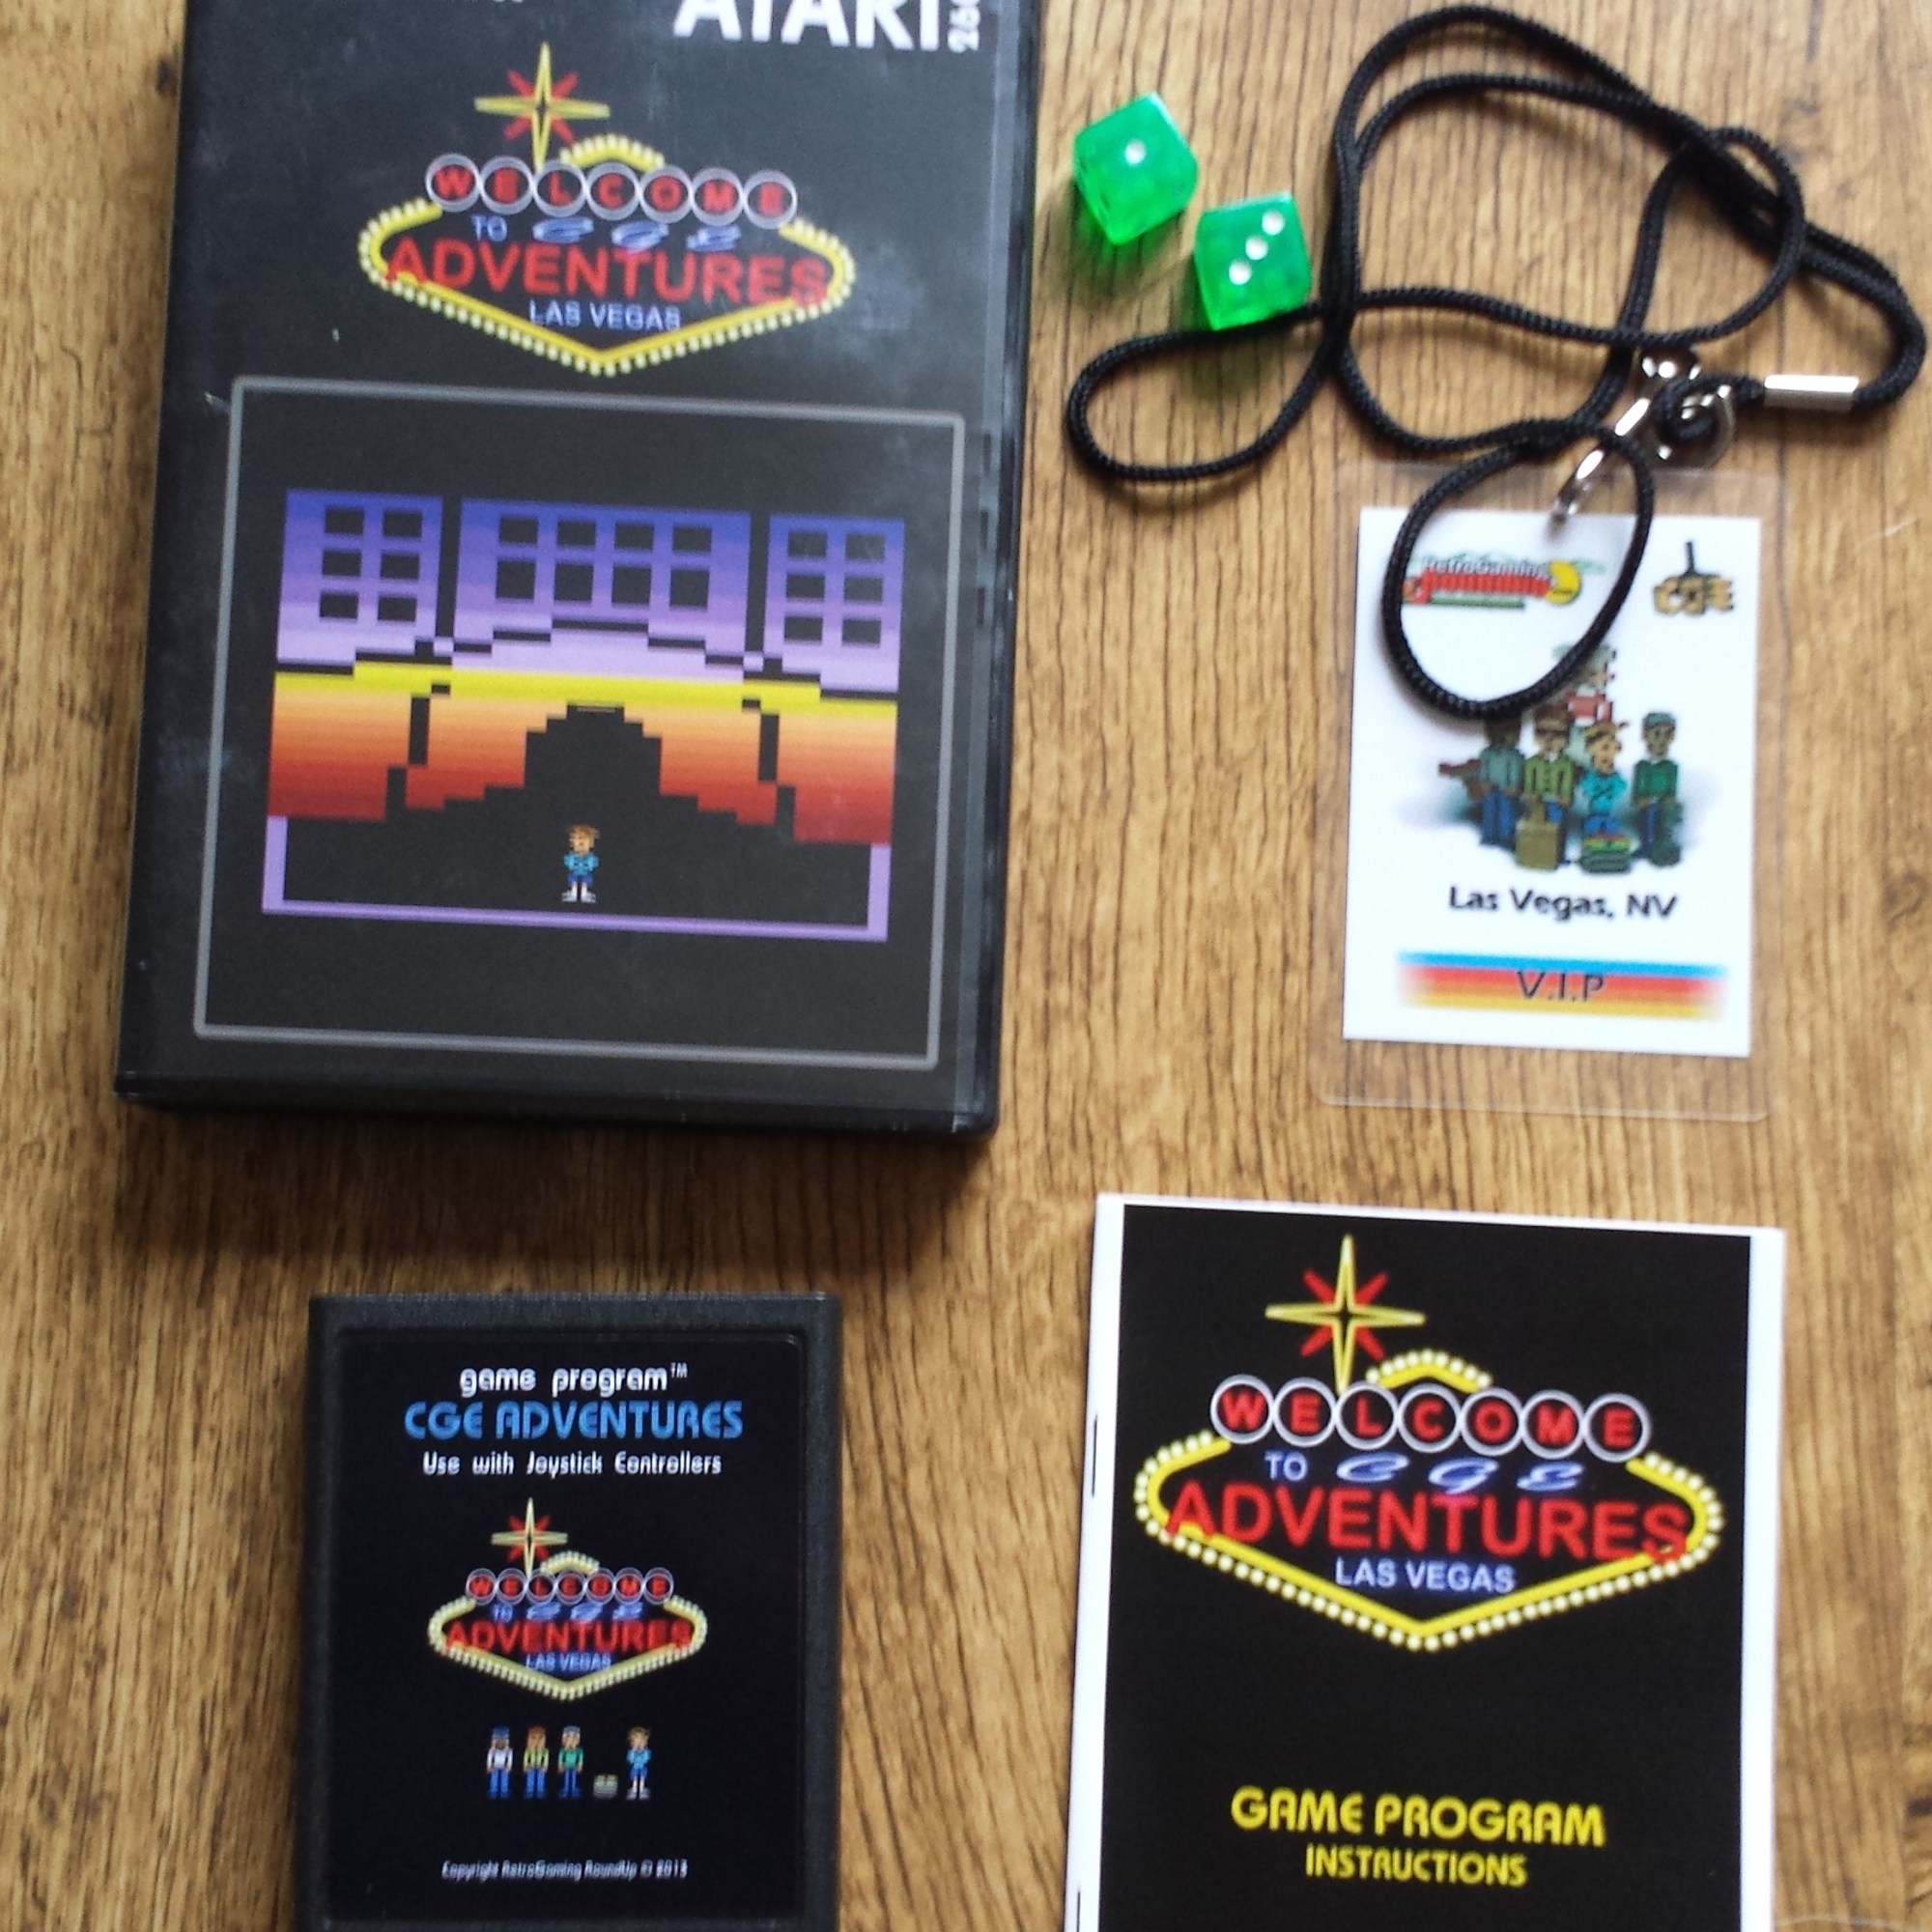 ATARI
WELCOME
TO CGE
ADVENTURES
LAS VEGAS
CGE
Las Vegas, NV
V.I.P
game program™
CGE ADVENTURES
Use with Joystick Controllers
WELCOME
TO CGE
ADVENTURES
LAS VEGAS
Copyright RetroGaming RoundUp © 2013
WELCOME
TO CGE
ADVENTURES
LAS VEGAS
GAME PROGRAM
INSTRUCTIONS